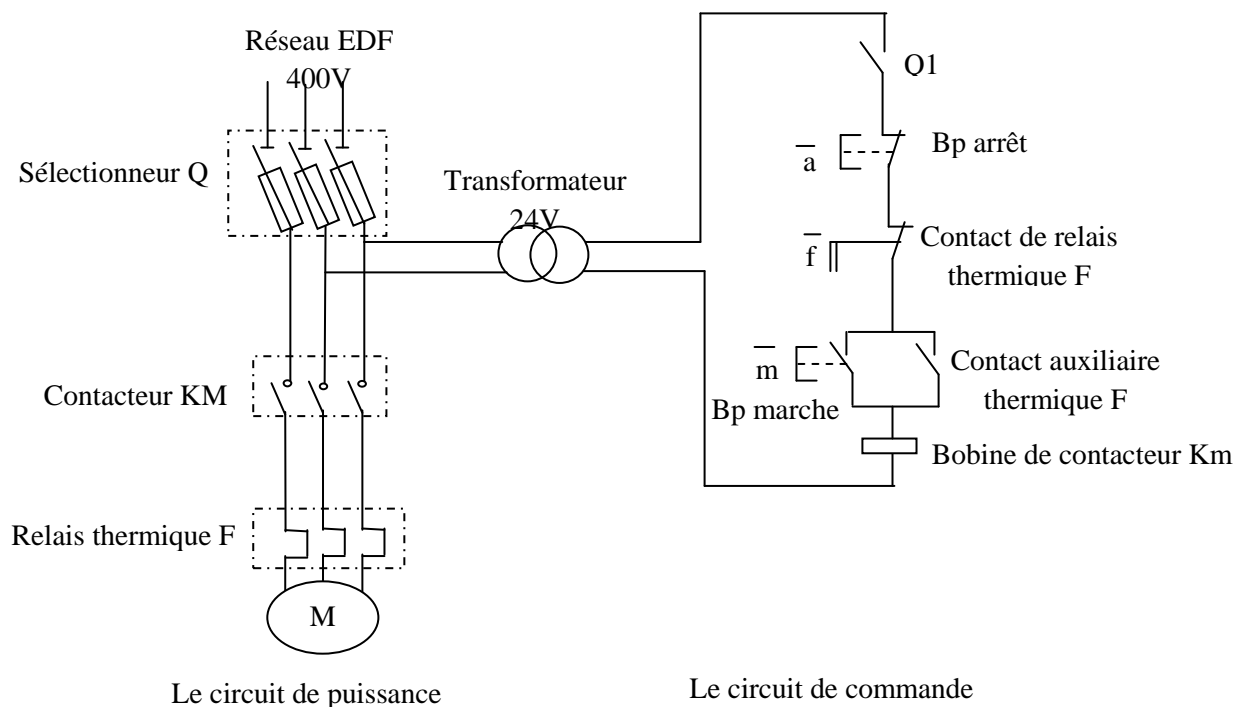 Réseau EDF
400V
Sélectionneur Q
Transformateur
24V
Contacteur KM
Relais thermique F
M
Le circuit de puissance
Q1
a̅
Bp arrêt
f̅
Contact de relais
thermique F
m̅
Bp marche
Contact auxiliaire
thermique F
Bobine de contacteur Km
Le circuit de commande